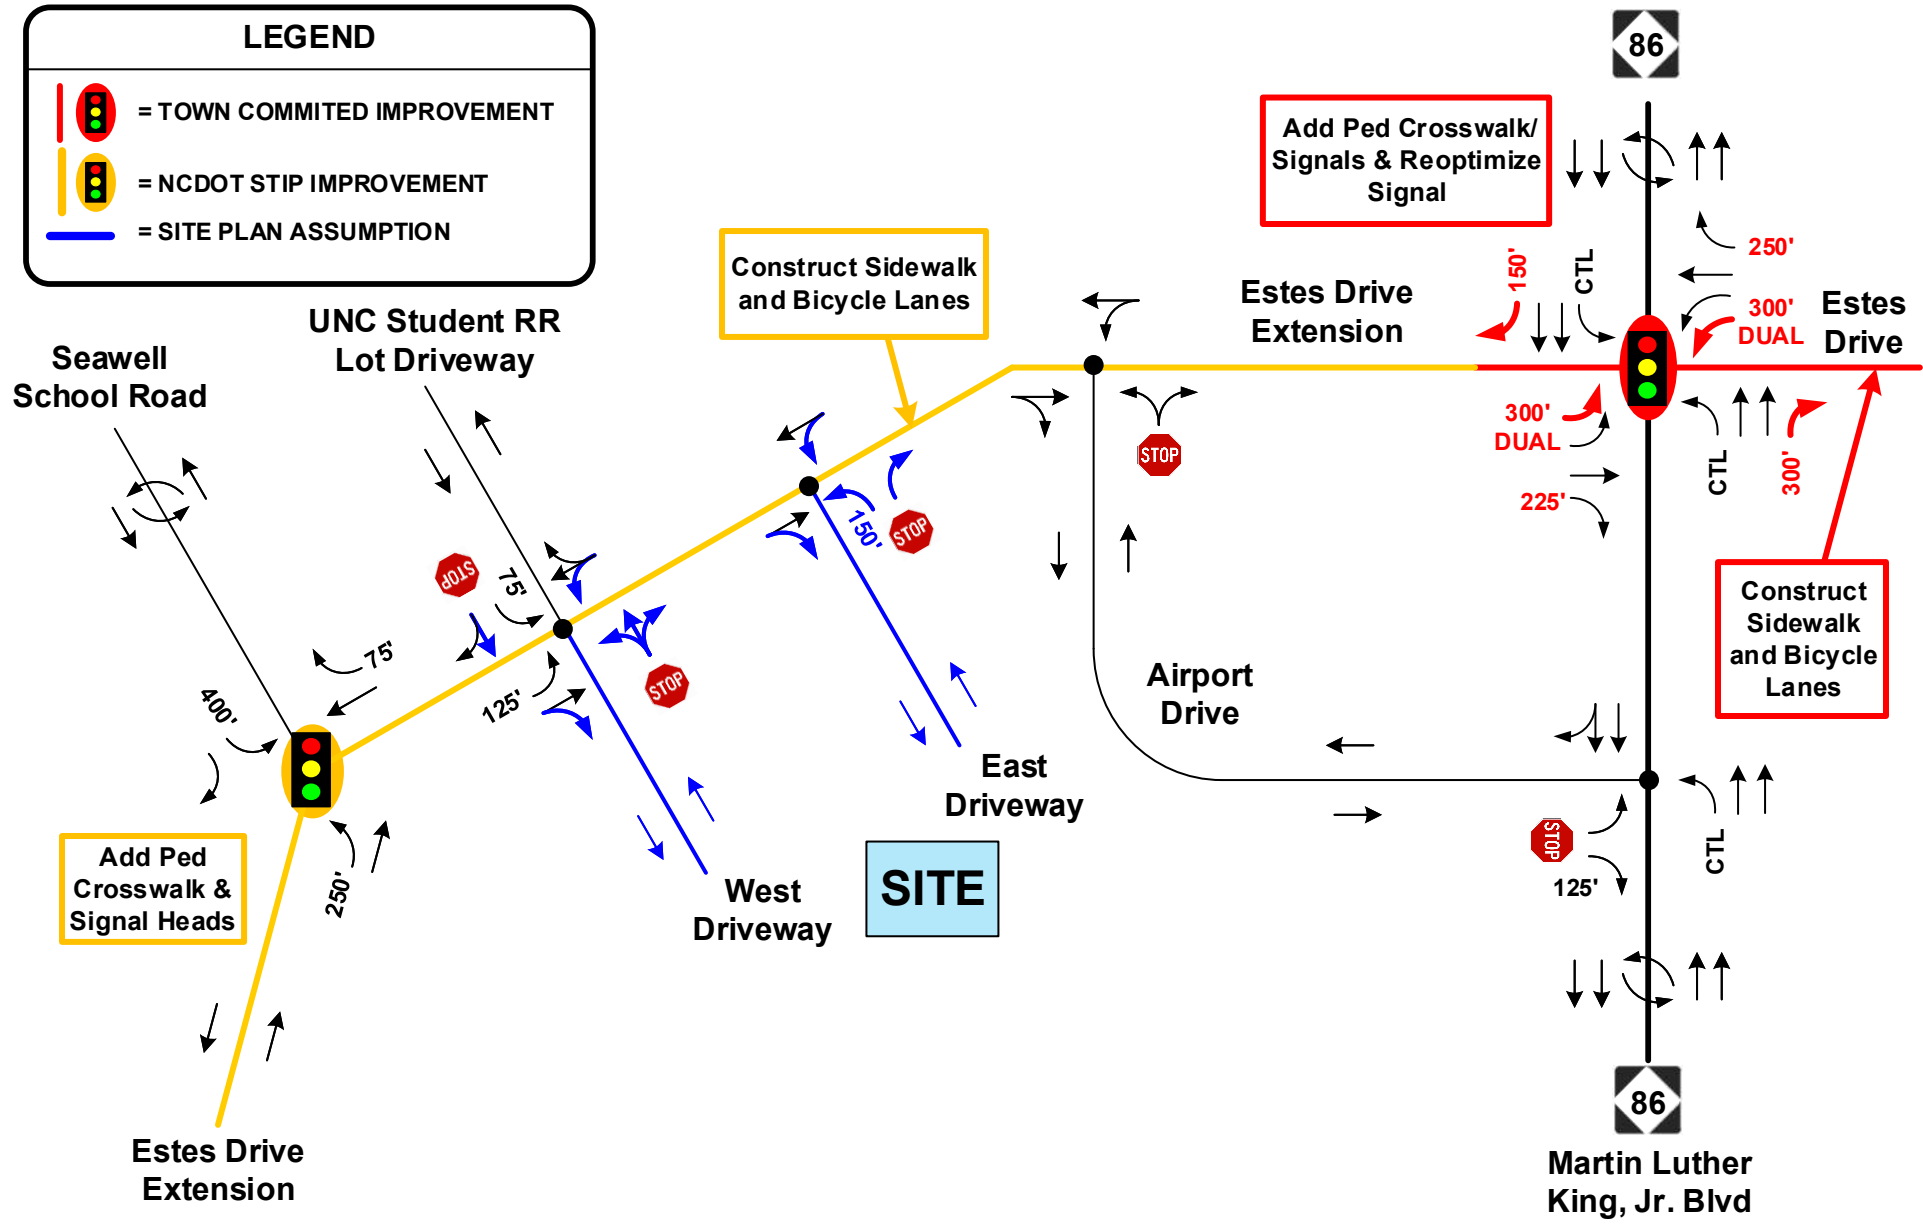 LEGEND
= TOWN COMMITED IMPROVEMENT
= NCDOT STIP IMPROVEMENT
= SITE PLAN ASSUMPTION
86
Add Ped Crosswalk/
Signals & Reoptimize
Signal
Construct Sidewalk
and Bicycle Lanes
Estes Drive
Extension
150'
CTL
250'
300'
DUAL
Estes
Drive
UNC Student RR
Lot Driveway
Seawell
School Road
300'
DUAL
225'
CTL
300'
STOP
150'
STOP
STOP
75'
STOP
125'
75'
400'
250'
Construct
Sidewalk
and Bicycle
Lanes
Airport
Drive
East
Driveway
West
Driveway
SITE
STOP
125'
CTL
Add Ped
Crosswalk &
Signal Heads
Estes Drive
Extension
86
Martin Luther
King, Jr. Blvd